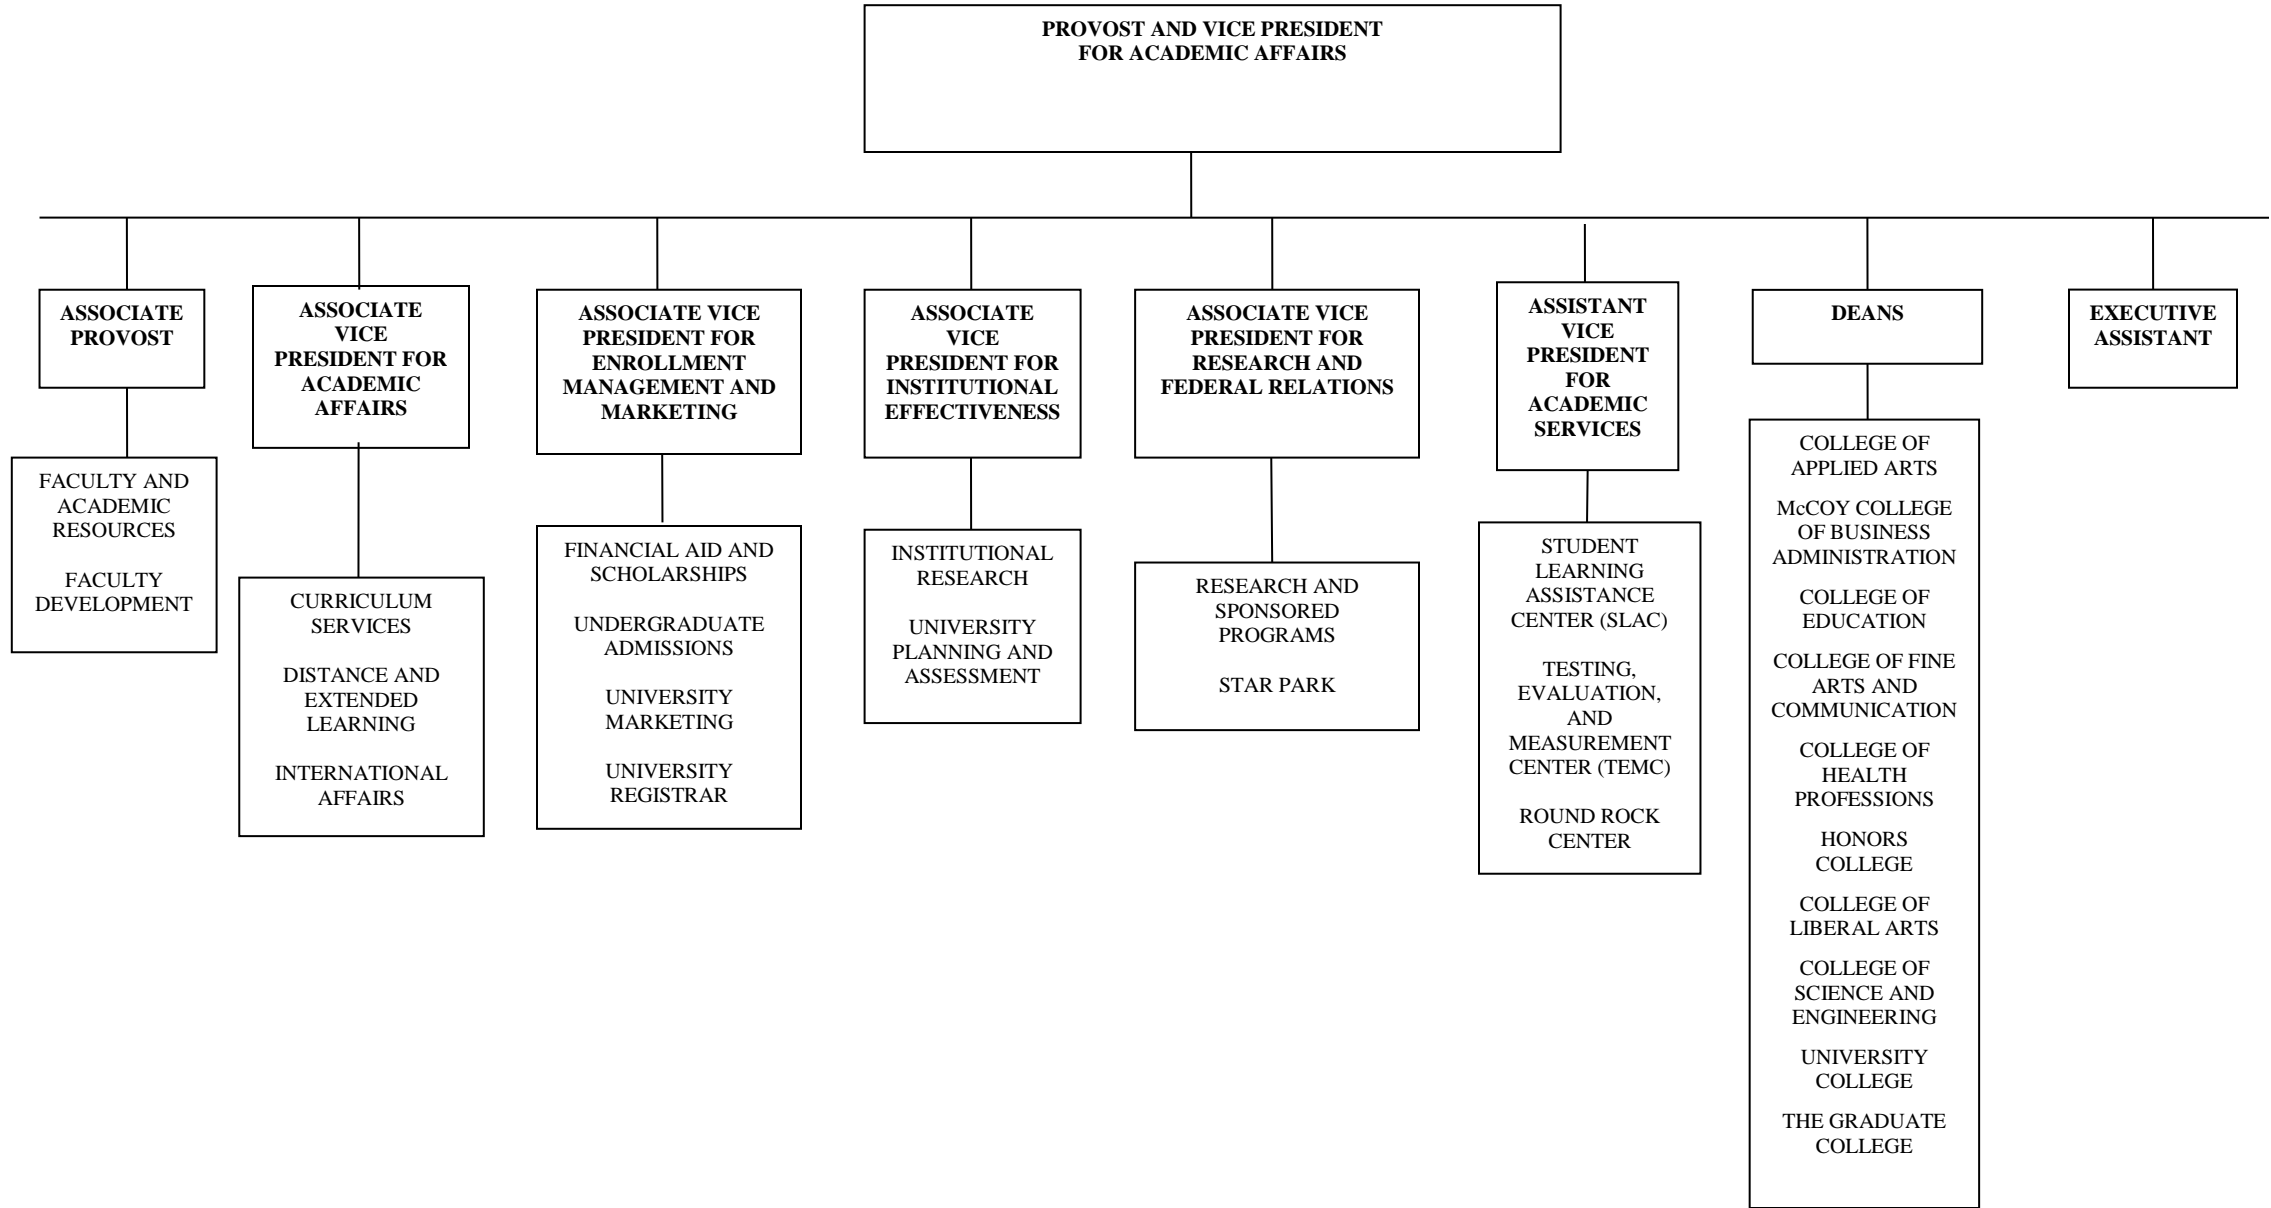 PROVOST AND VICE PRESIDENT
FOR ACADEMIC AFFAIRS
ASSOCIATE
PROVOST
FACULTY AND
ACADEMIC
RESOURCES
FACULTY
DEVELOPMENT
ASSOCIATE
VICE
PRESIDENT FOR
ACADEMIC
AFFAIRS
CURRICULUM
SERVICES
DISTANCE AND
EXTENDED
LEARNING
INTERNATIONAL
AFFAIRS
ASSOCIATE VICE
PRESIDENT FOR
ENROLLMENT
MANAGEMENT AND
MARKETING
FINANCIAL AID AND
SCHOLARSHIPS
UNDERGRADUATE
ADMISSIONS
UNIVERSITY
MARKETING
UNIVERSITY
REGISTRAR
ASSOCIATE
VICE
PRESIDENT FOR
INSTITUTIONAL
EFFECTIVENESS
INSTITUTIONAL
RESEARCH
UNIVERSITY
PLANNING AND
ASSESSMENT
ASSOCIATE VICE
PRESIDENT FOR
RESEARCH AND
FEDERAL RELATIONS
RESEARCH AND
SPONSORED
PROGRAMS
STAR PARK
ASSISTANT
VICE
PRESIDENT
FOR
ACADEMIC
SERVICES
STUDENT
LEARNING
ASSISTANCE
CENTER (SLAC)
TESTING,
EVALUATION,
AND
MEASUREMENT
CENTER (TEMC)
ROUND ROCK
CENTER
DEANS
COLLEGE OF
APPLIED ARTS
McCOY COLLEGE
OF BUSINESS
ADMINISTRATION
COLLEGE OF
EDUCATION
COLLEGE OF FINE
ARTS AND
COMMUNICATION
COLLEGE OF
HEALTH
PROFESSIONS
HONORS
COLLEGE
COLLEGE OF
LIBERAL ARTS
COLLEGE OF
SCIENCE AND
ENGINEERING
UNIVERSITY
COLLEGE
THE GRADUATE
COLLEGE
EXECUTIVE
ASSISTANT